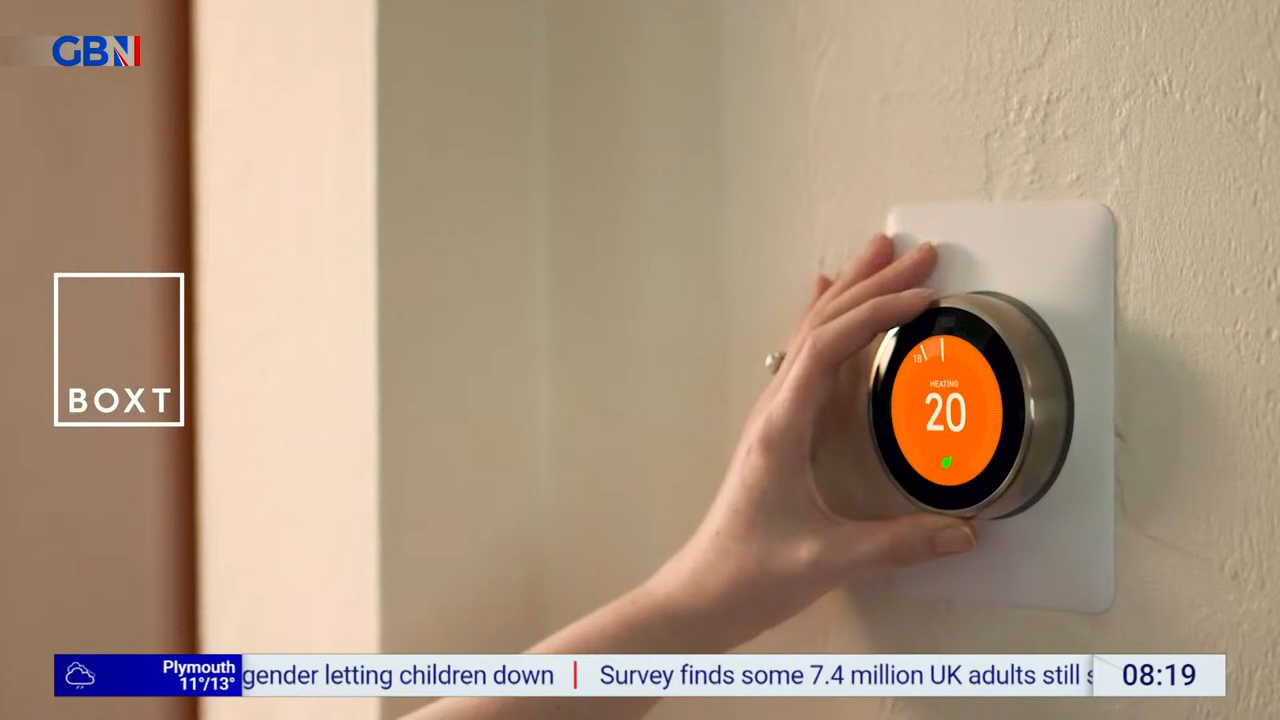 GBN
BOXT
18
HEATING
20
Plymouth
11°/13°
gender letting children down | Survey finds some 7.4 million UK adults still
08:19